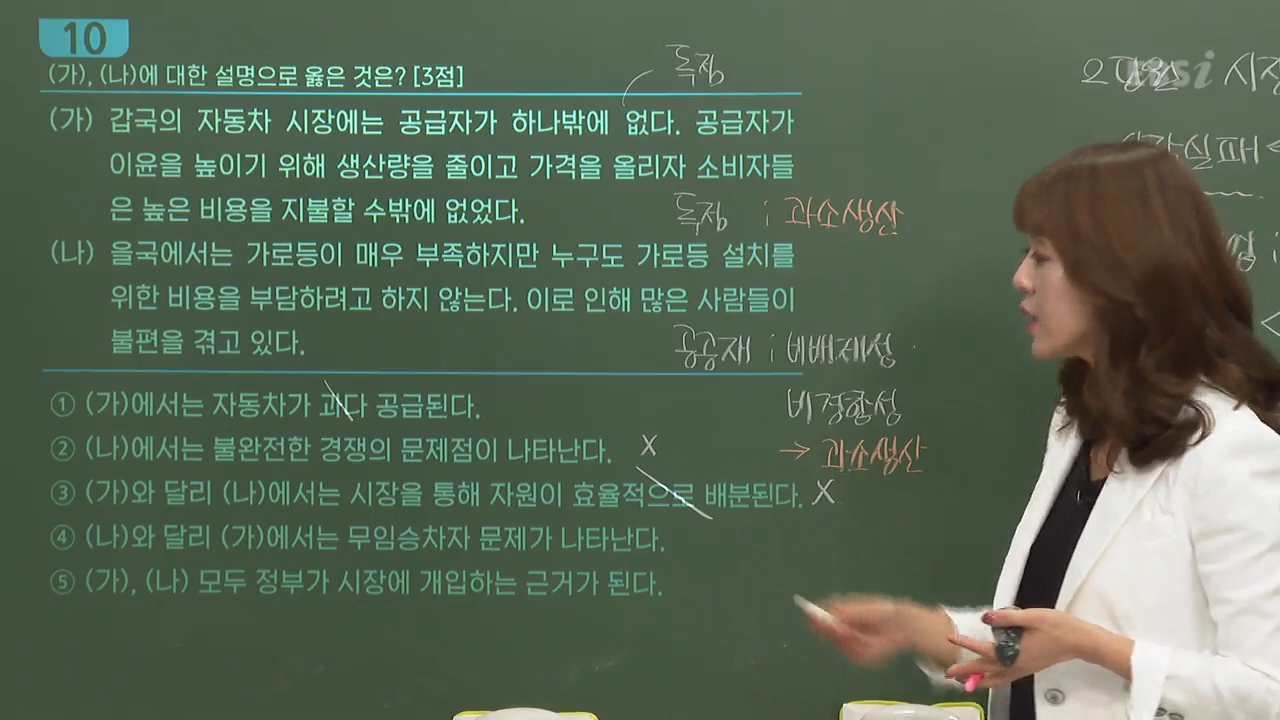 10
(가), (나)에 대한 설명으로 옳은 것은? [3점]
독점
(가) 갑국의 자동차 시장에는 공급자가 하나밖에 없다. 공급자가
이윤을 높이기 위해 생산량을 줄이고 가격을 올리자 소비자들
은 높은 비용을 지불할 수밖에 없었다.
독점 : 과소생산
(나) 을국에서는 가로등이 매우 부족하지만 누구도 가로등 설치를
위한 비용을 부담하려고 하지 않는다. 이로 인해 많은 사람들이
불편을 겪고 있다.
공공재 : 비배제성
비경합성
→ 과소생산
① (가)에서는 자동차가 과다 공급된다.
② (나)에서는 불완전한 경쟁의 문제점이 나타난다. X
③ (가)와 달리 (나)에서는 시장을 통해 자원이 효율적으로 배분된다. X
④ (나)와 달리 (가)에서는 무임승차자 문제가 나타난다.
⑤ (가), (나) 모두 정부가 시장에 개입하는 근거가 된다.
시장
실패